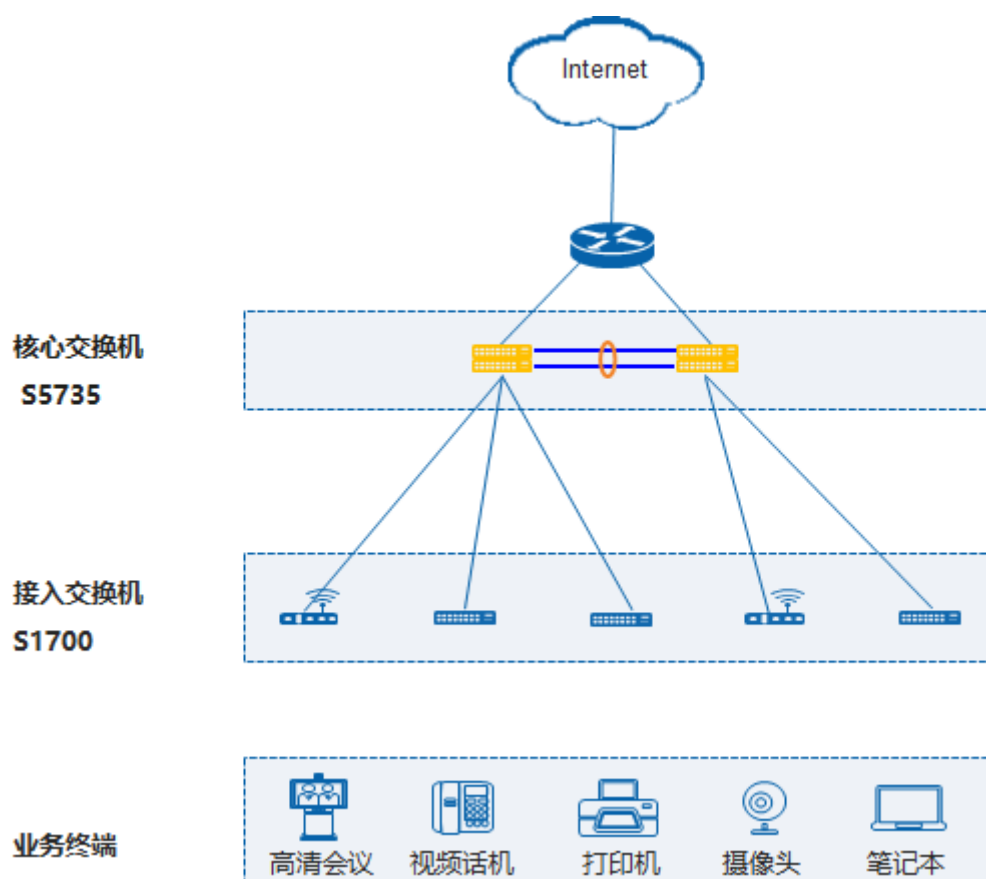 Internet
核心交换机
S5735
接入交换机
S1700
业务终端
高清会议 视频话机 打印机 摄像头 笔记本